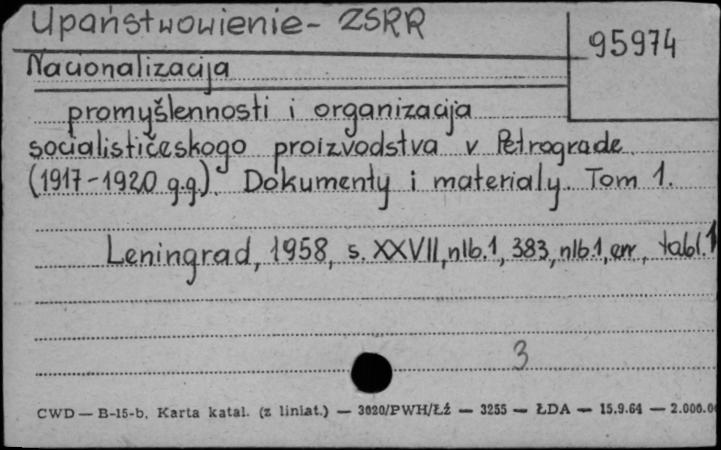 Upaństwowienie - ZSRR
95974
Nacionalizacija
promyšlennosti i organizacija
socialističeskogo proizvodstva v Petrograde
(1917-1920 g.g.). Dokumenty i materialy. Tom 1.
Leningrad, 1958, s. XXVII, nlb. 1, 383, nlb. 1, err, tabl. 1
3
CWD — B-15-b. Karta katal. (z liniat.) — 3020/PWH/Łź — 3255 — ŁDA — 15.9.64 — 2.000.0